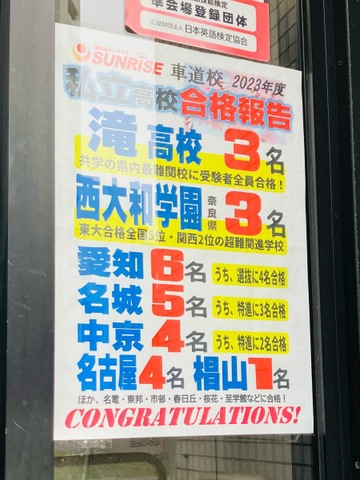 準会場登録団体
公益財団法人 日本英語検定協会
SUNRISE 車道校 2023年度
私立高校合格報告
滝高校 3名
共学の県内最難関校に受験者全員合格!
西大和学園 奈良県 3名
東大合格全国5位・関西2位の超難関進学校
愛知 6名 うち、選抜に4名合格
名城 5名 うち、特進に3名合格
中京 4名 うち、特進に2名合格
名古屋 4名 椙山 1名
ほか、名電・東邦・市邨・春日丘・桜花・至学館などに合格!
CONGRATULATIONS!